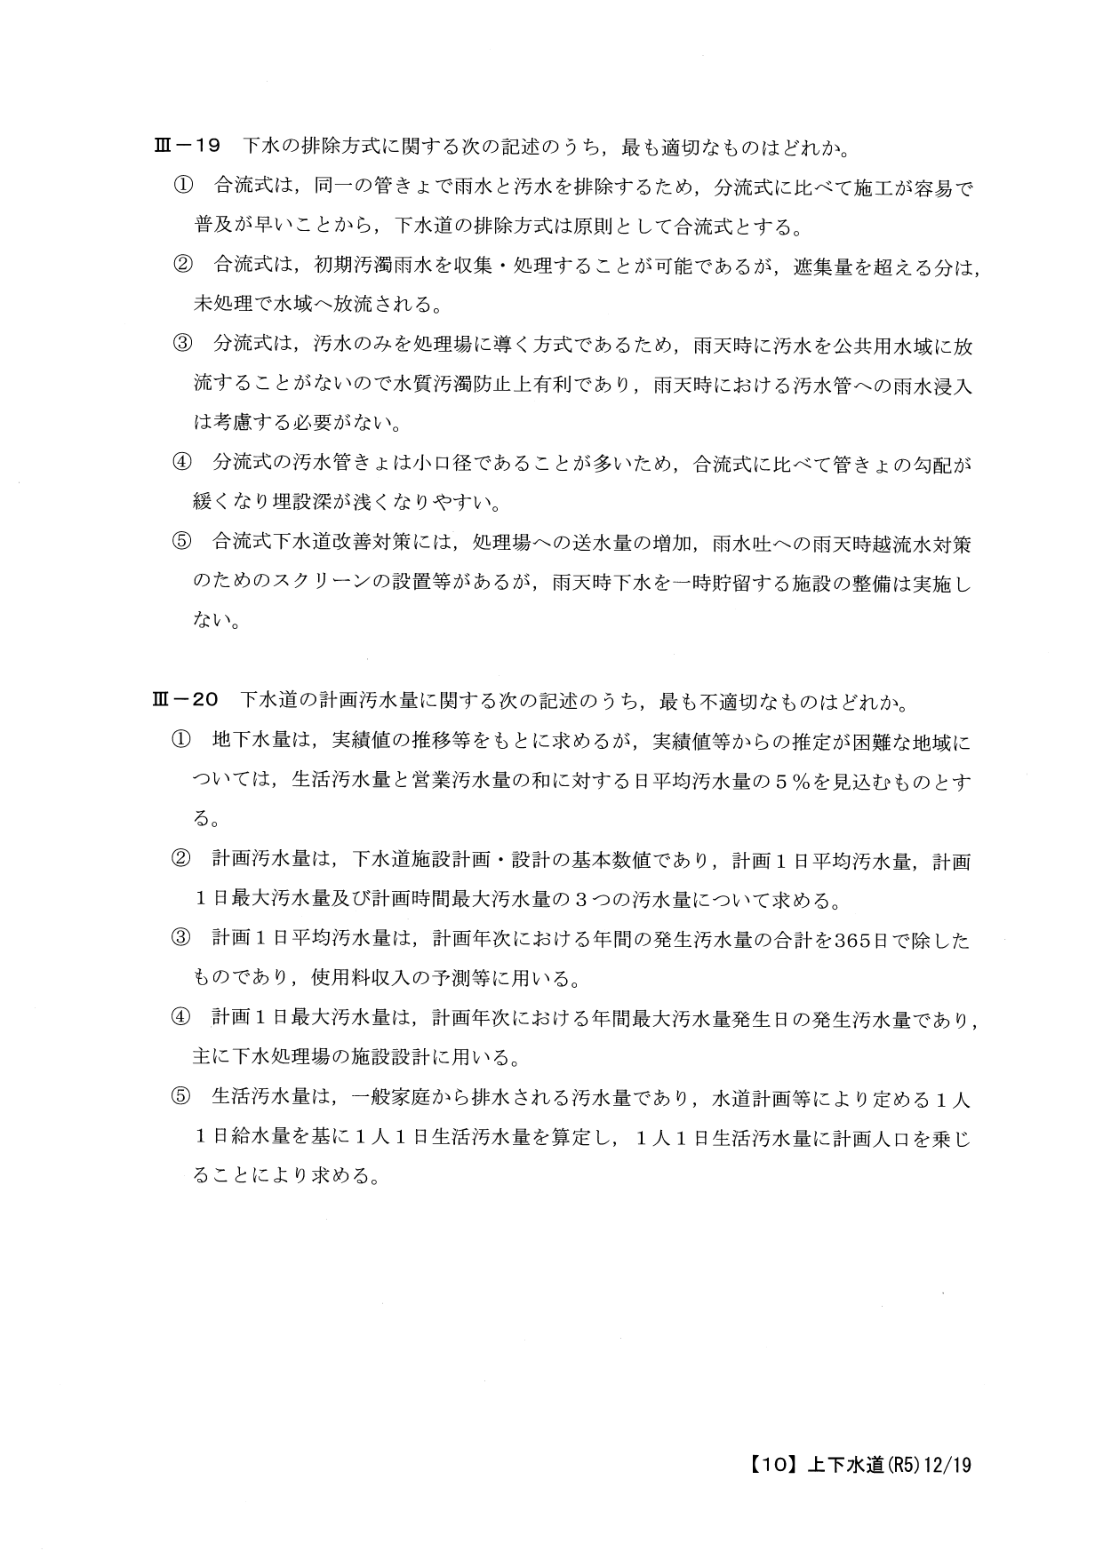 Ⅲ－19　下水の排除方式に関する次の記述のうち，最も適切なものはどれか。
①　合流式は，同一の管きょで雨水と汚水を排除するため，分流式に比べて施工が容易で
普及が早いことから，下水道の排除方式は原則として合流式とする。
②　合流式は，初期汚濁雨水を収集・処理することが可能であるが，遮集量を超える分は，
未処理で水域へ放流される。
③　分流式は，汚水のみを処理場に導く方式であるため，雨天時に汚水を公共用水域に放
流することがないので水質汚濁防止上有利であり，雨天時における汚水管への雨水浸入
は考慮する必要がない。
④　分流式の汚水管きょは小口径であることが多いため，合流式に比べて管きょの勾配が
緩くなり埋設深が浅くなりやすい。
⑤　合流式下水道改善対策には，処理場への送水量の増加，雨水吐への雨天時越流水対策
のためのスクリーンの設置等があるが，雨天時下水を一時貯留する施設の整備は実施し
ない。
Ⅲ－20　下水道の計画汚水量に関する次の記述のうち，最も不適切なものはどれか。
①　地下水量は，実績値の推移等をもとに求めるが，実績値等からの推定が困難な地域に
ついては，生活汚水量と営業汚水量の和に対する日平均汚水量の５％を見込むものとす
る。
②　計画汚水量は，下水道施設計画・設計の基本数値であり，計画１日平均汚水量，計画
１日最大汚水量及び計画時間最大汚水量の３つの汚水量について求める。
③　計画１日平均汚水量は，計画年次における年間の発生汚水量の合計を365日で除した
ものであり，使用料収入の予測等に用いる。
④　計画１日最大汚水量は，計画年次における年間最大汚水量発生日の発生汚水量であり，
主に下水処理場の施設設計に用いる。
⑤　生活汚水量は，一般家庭から排水される汚水量であり，水道計画等により定める１人
１日給水量を基に１人１日生活汚水量を算定し，１人１日生活汚水量に計画人口を乗じ
ることにより求める。
【10】上下水道(R5)12/19